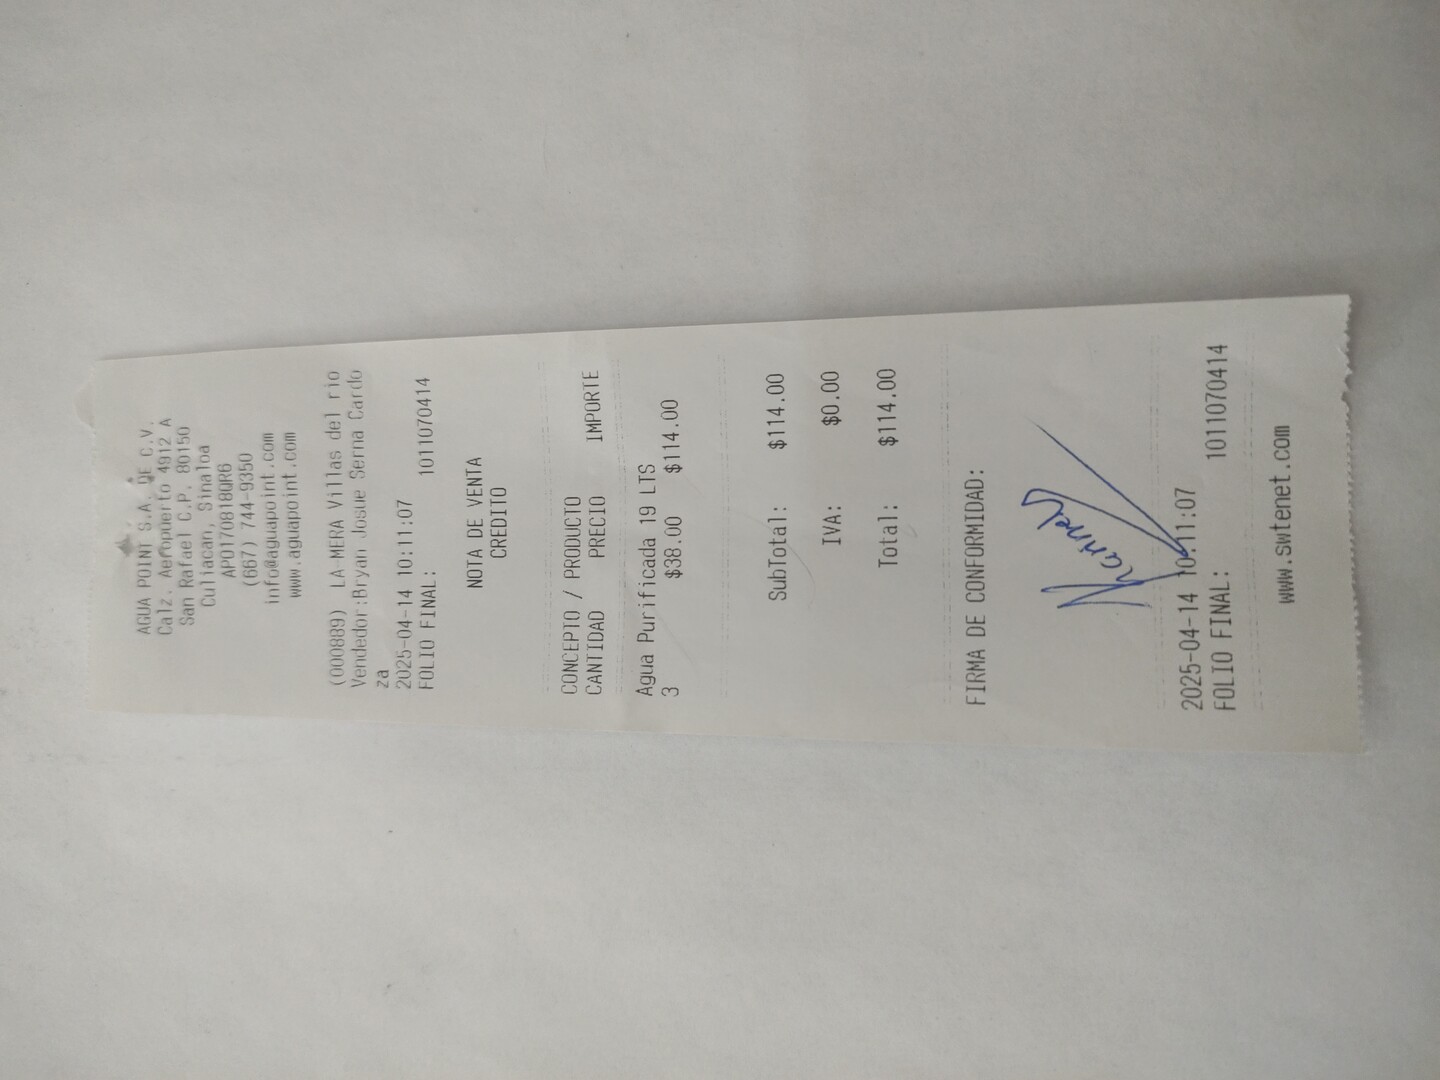 AGUA POINT S.A. DE C.V.
Calz. Aeropuerto 4912 A
San Rafael C.P. 80150
Culiacan, Sinaloa
APO170818QR6
(667) 744-9350
info@aguapoint.com
www.aguapoint.com
(000889) LA-MERA Villas del rio
Vendedor:Bryan Josue Serna Cardo
za
2025-04-14 10:11:07
FOLIO FINAL: 1011070414
NOTA DE VENTA
CREDITO
CONCEPTO / PRODUCTO
CANTIDAD PRECIO IMPORTE
Agua Purificada 19 LTS
3 $38.00 $114.00
SubTotal: $114.00
IVA: $0.00
Total: $114.00
FIRMA DE CONFORMIDAD:
2025-04-14 10:11:07
FOLIO FINAL: 1011070414
www.swtenet.com